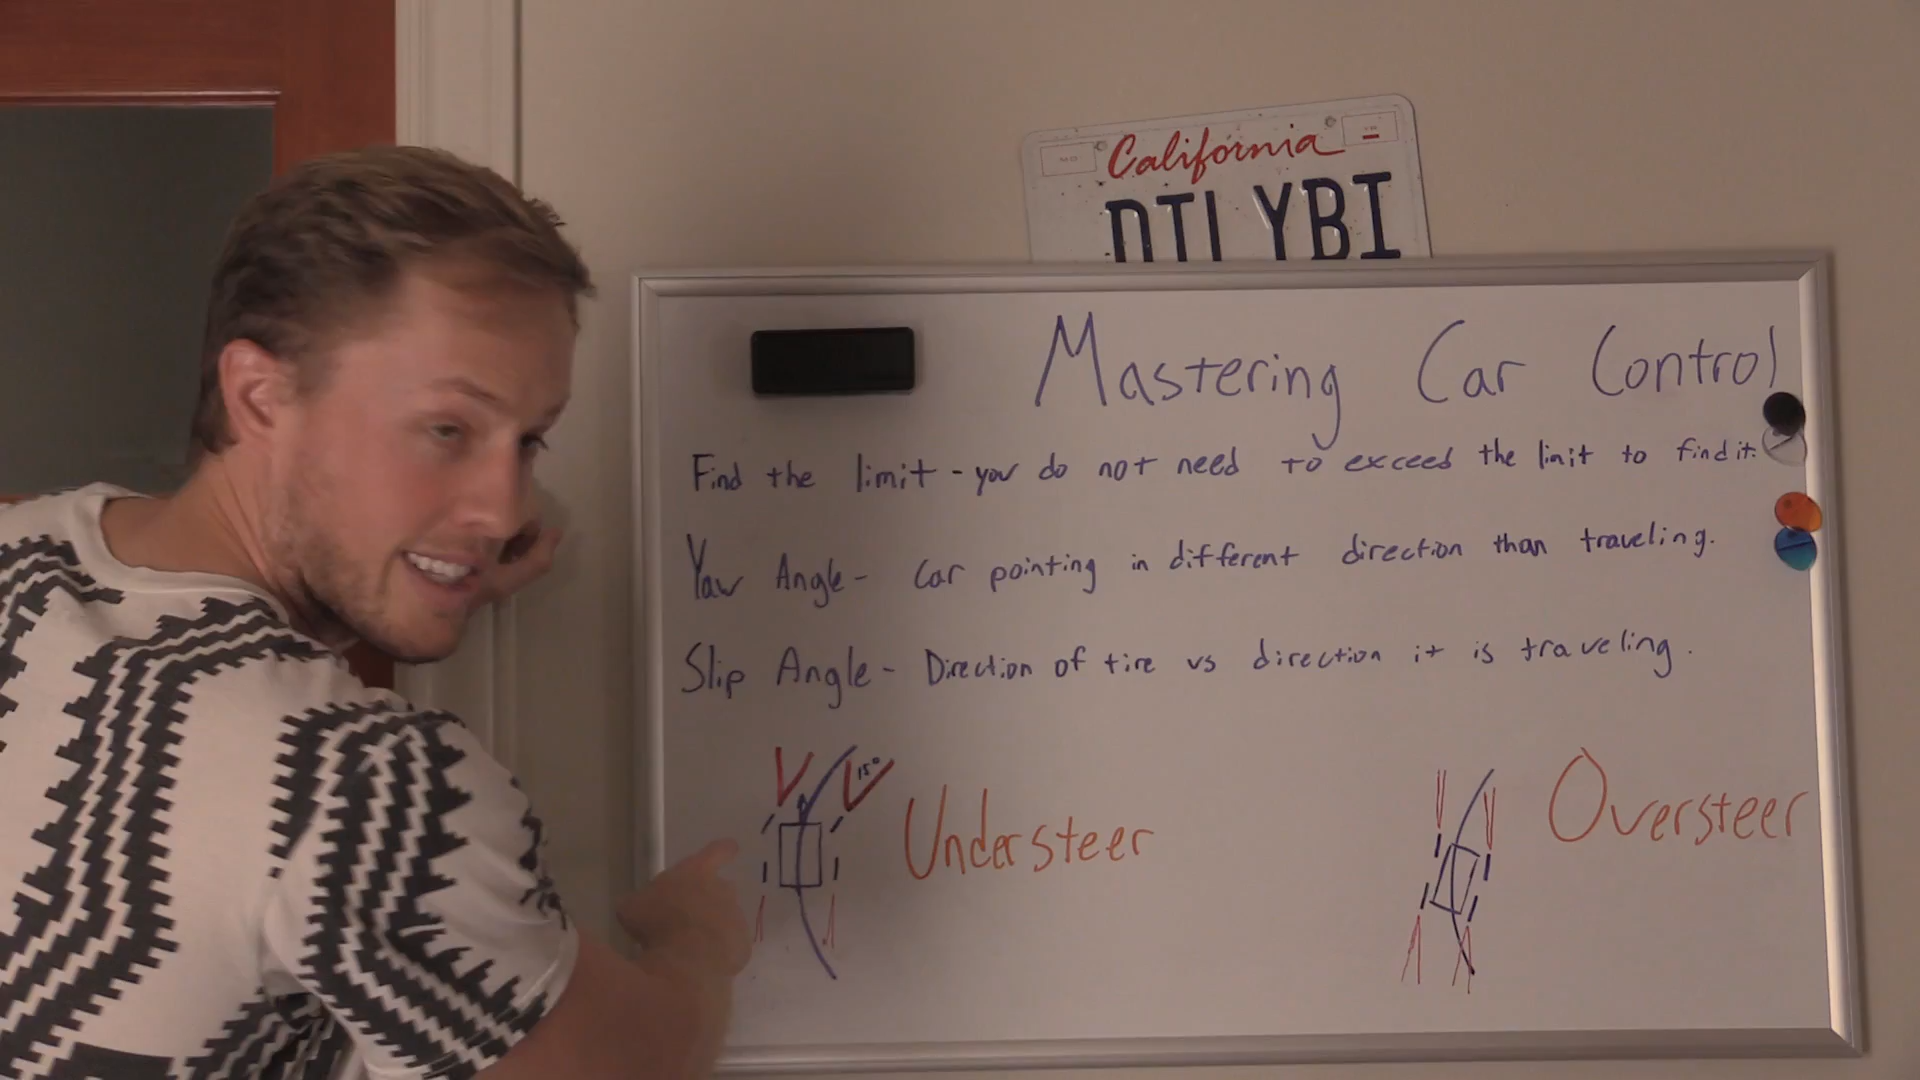 California
DTLYBI
Mastering Car Control
Find the limit - you do not need to exceed the limit to find it.
Yaw Angle - Car pointing in different direction than traveling.
Slip Angle - Direction of tire vs direction it is traveling.
15°
Understeer
Oversteer